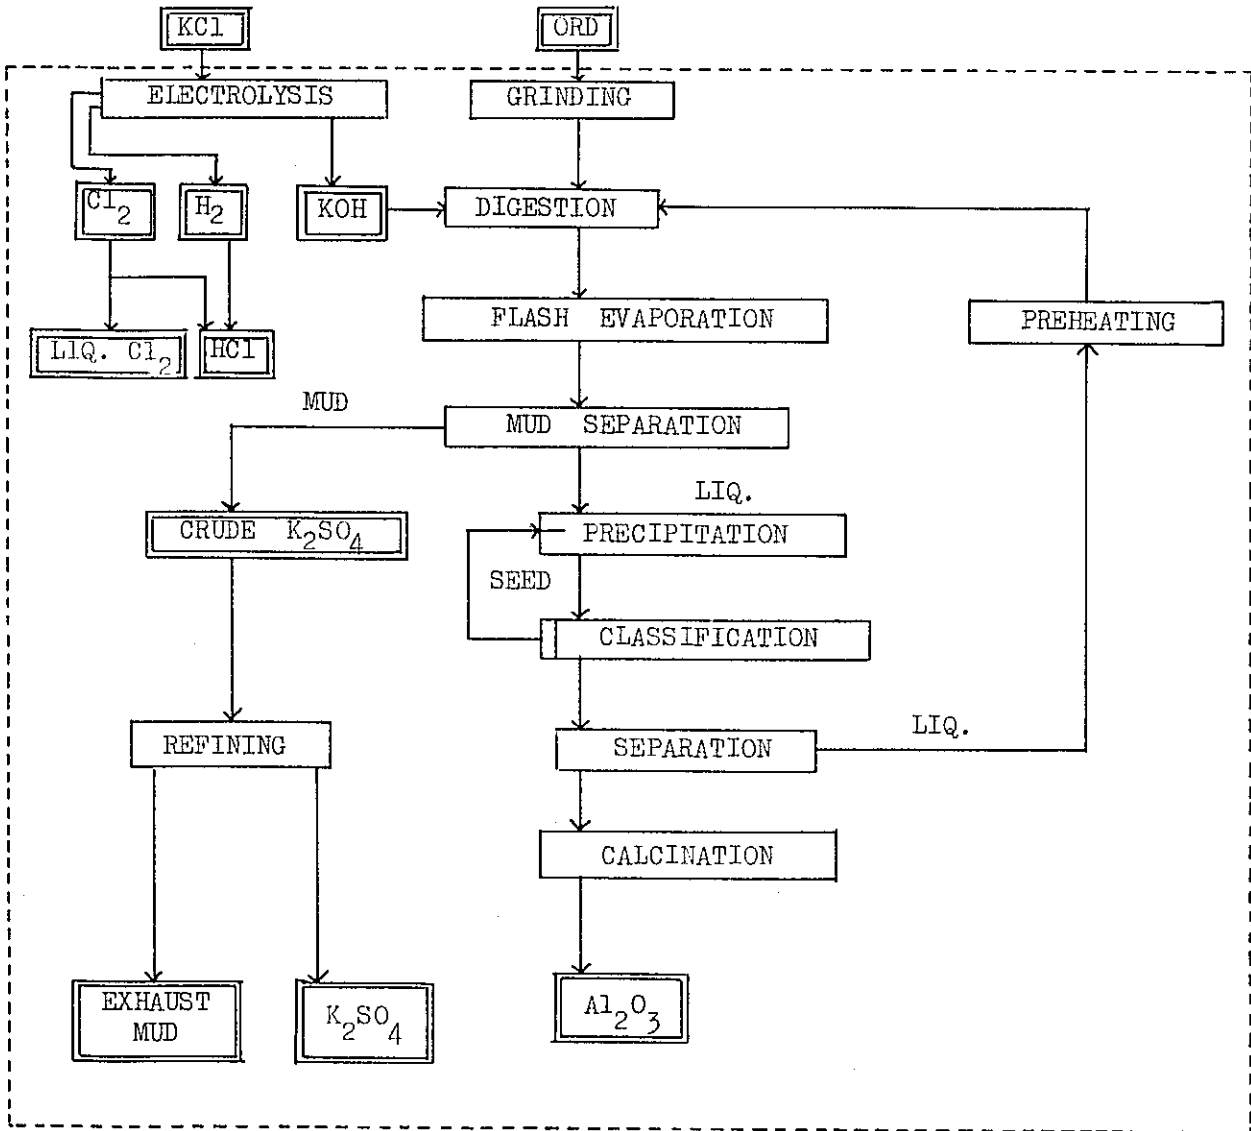 KCl
ORD
ELECTROLYSIS
GRINDING
Cl2
H2
KOH
DIGESTION
FLASH EVAPORATION
PREHEATING
LIQ. Cl2
HCl
MUD
MUD SEPARATION
LIQ.
CRUDE K2SO4
PRECIPITATION
SEED
CLASSIFICATION
LIQ.
REFINING
SEPARATION
CALCINATION
EXHAUST
MUD
K2SO4
Al2O3